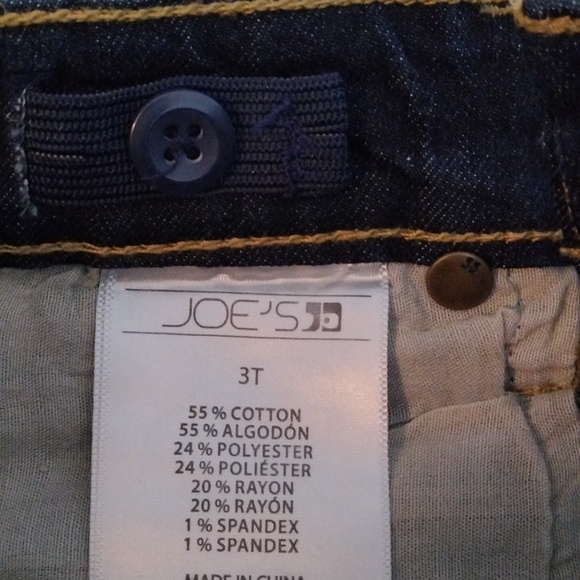 JOE'S
3T
55 % COTTON
55 % ALGODÓN
24 % POLYESTER
24 % POLIÉSTER
20 % RAYON
20 % RAYÓN
1 % SPANDEX
1 % SPANDEX
MADE IN CHINA